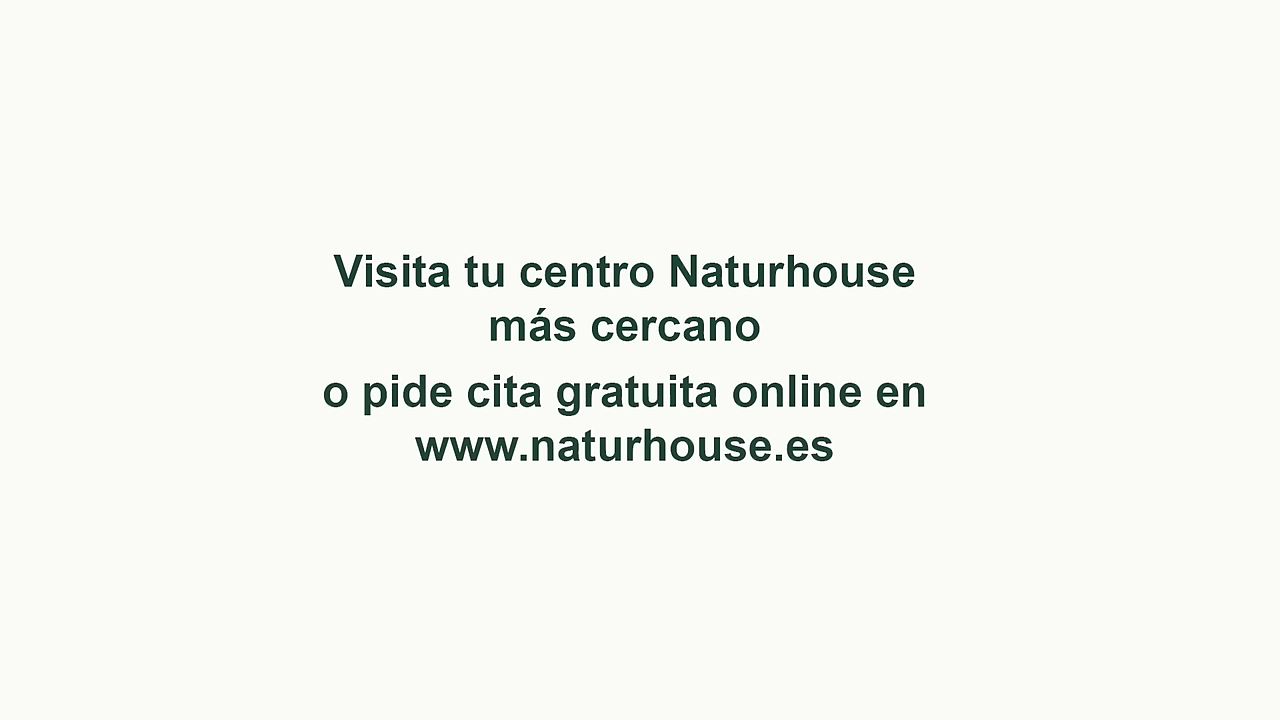 Visita tu centro Naturhouse
más cercano
o pide cita gratuita online en
www.naturhouse.es